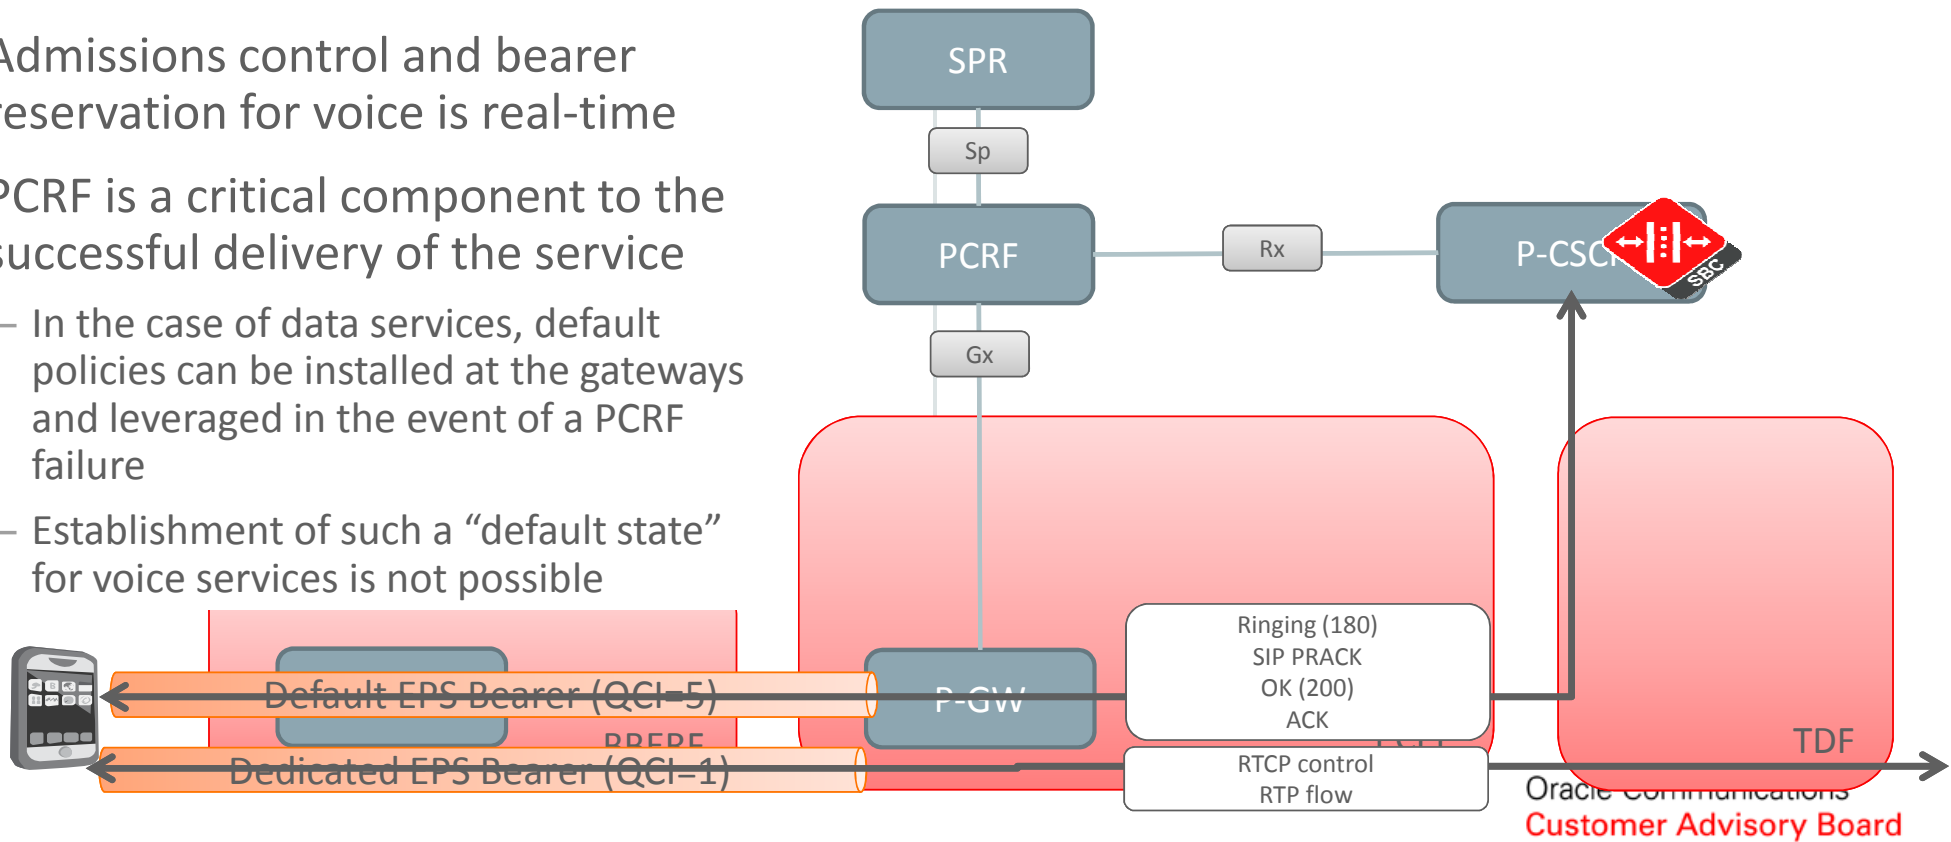 Admissions control and bearer
reservation for voice is real-time
PCRF is a critical component to the
successful delivery of the service
– In the case of data services, default
policies can be installed at the gateways
and leveraged in the event of a PCRF
failure
– Establishment of such a “default state”
for voice services is not possible
SPR
Sp
PCRF
Rx
P-CSCF
SBC
Gx
Ringing (180)
SIP PRACK
OK (200)
ACK
Default EPS Bearer (QCI=5)
P-GW
BBERF
TDF
Dedicated EPS Bearer (QCI=1)
RTCP control
RTP flow
Oracle Communications
Customer Advisory Board